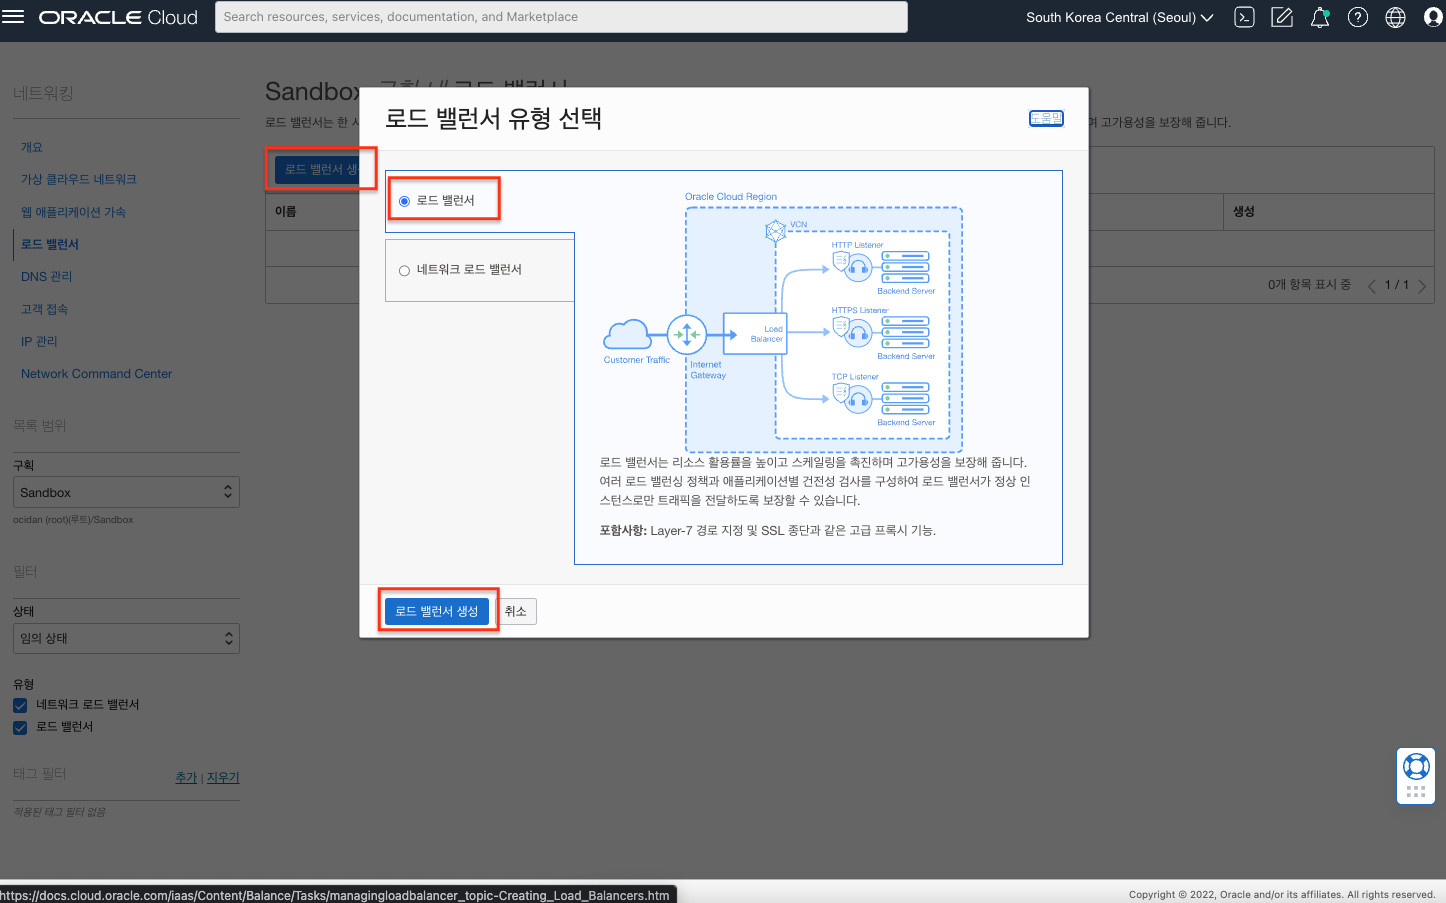 ORACLE Cloud
Search resources, services, documentation, and Marketplace
South Korea Central (Seoul)
네트워킹
개요
가상 클라우드 네트워크
웹 애플리케이션 가속
로드 밸런서
DNS 관리
고객 접속
IP 관리
Network Command Center
목록 범위
구획
Sandbox
ocidan (root)(루트)/Sandbox
필터
상태
임의 상태
유형
네트워크 로드 밸런서
로드 밸런서
태그 필터
추가 | 지우기
적용된 태그 필터 없음
Sandbox
로드 밸런서는 한
고가용성을 보장해 줍니다.
로드 밸런서
이름
생성
0개 항목 표시 중
1 / 1
로드 밸런서 유형 선택
도움말
로드 밸런서
네트워크 로드 밸런서
Oracle Cloud Region
VCN
HTTP Listener
Backend Server
HTTPS Listener
Backend Server
TCP Listener
Backend Server
Load
Balancer
Customer Traffic
Internet
Gateway
로드 밸런서는 리소스 활용률을 높이고 스케일링을 촉진하며 고가용성을 보장해 줍니다.
여러 로드 밸런싱 정책과 애플리케이션별 건전성 검사를 구성하여 로드 밸런서가 정상 인
스턴스로만 트래픽을 전달하도록 보장할 수 있습니다.
포함사항: Layer-7 경로 지정 및 SSL 종단과 같은 고급 프록시 기능.
로드 밸런서 생성
취소
https://docs.cloud.oracle.com/iaas/Content/Balance/Tasks/managingloadbalancer_topic-Creating_Load_Balancers.htm
Copyright © 2022, Oracle and/or its affiliates. All rights reserved.